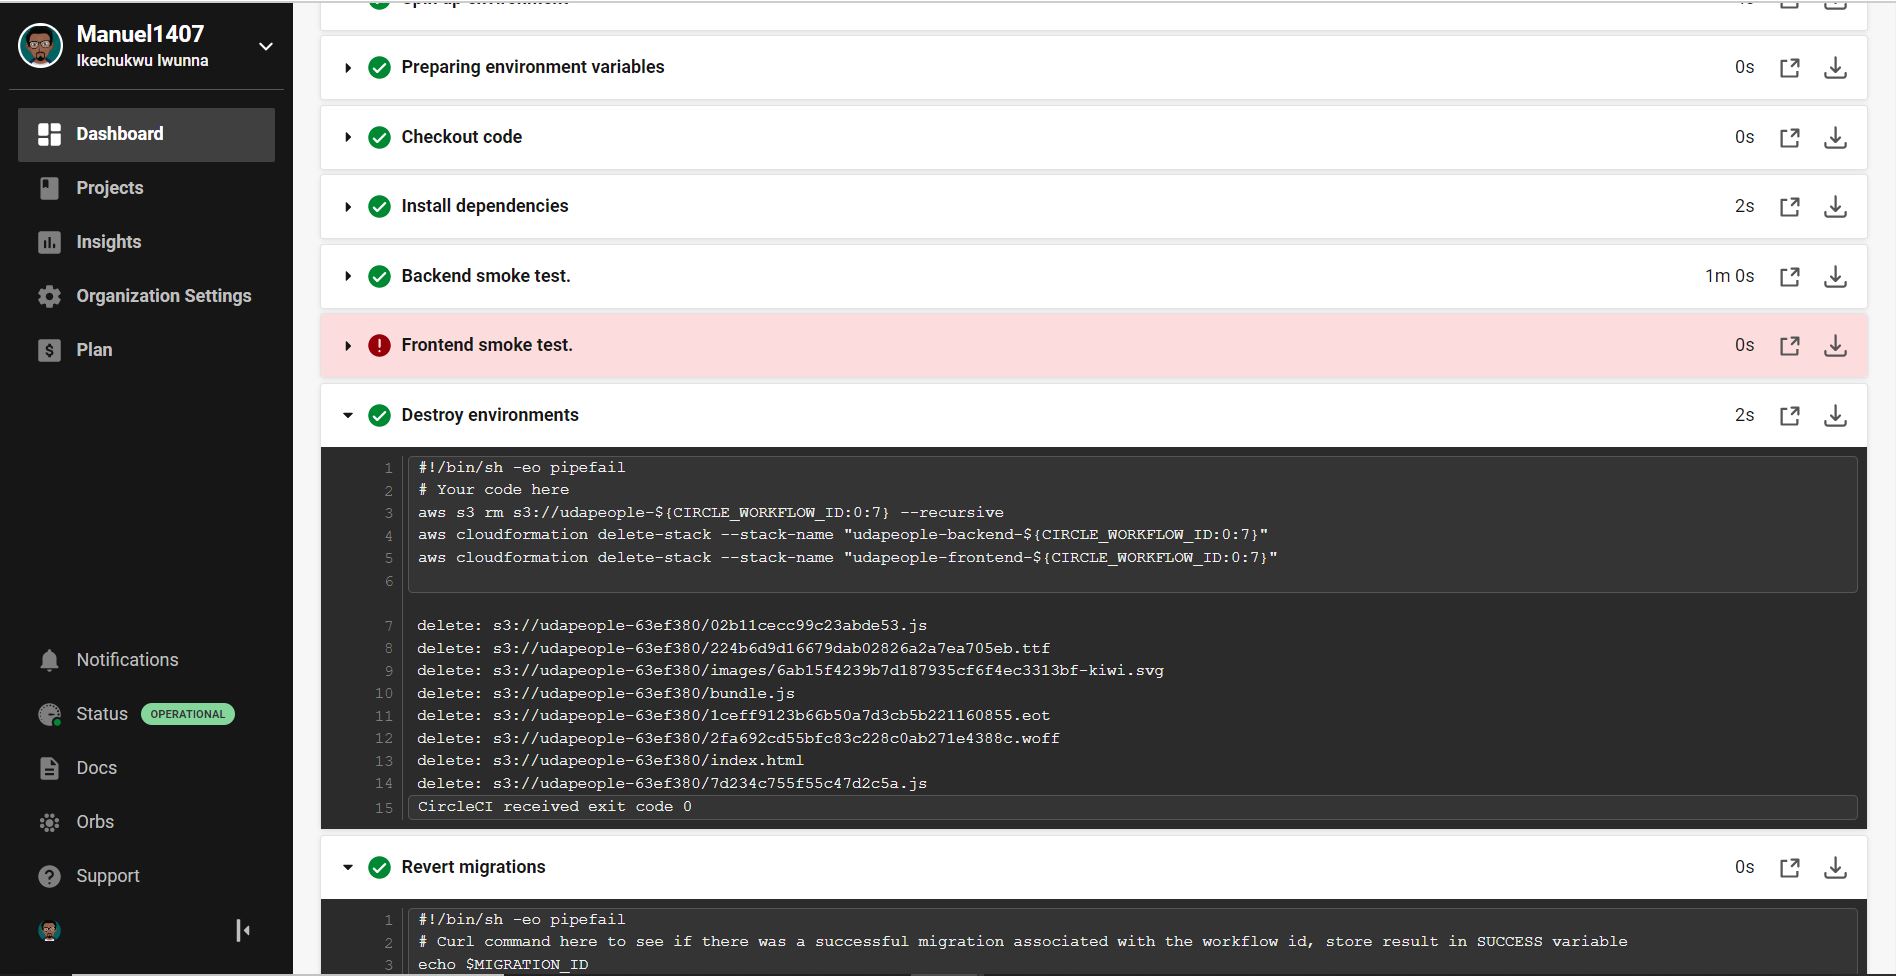 Manuel1407
Ikechukwu Iwunna
Dashboard
Projects
Insights
Organization Settings
Plan
Notifications
Status OPERATIONAL
Docs
Orbs
Support
Spin up environment
Preparing environment variables 0s
Checkout code 0s
Install dependencies 2s
Backend smoke test. 1m 0s
Frontend smoke test. 0s
Destroy environments 2s
1 #!/bin/sh -eo pipefail
2 # Your code here
3 aws s3 rm s3://udapeople-${CIRCLE_WORKFLOW_ID:0:7} --recursive
4 aws cloudformation delete-stack --stack-name "udapeople-backend-${CIRCLE_WORKFLOW_ID:0:7}"
5 aws cloudformation delete-stack --stack-name "udapeople-frontend-${CIRCLE_WORKFLOW_ID:0:7}"
6
7 delete: s3://udapeople-63ef380/02b11cecc99c23abde53.js
8 delete: s3://udapeople-63ef380/224b6d9d16679dab02826a2a7ea705eb.ttf
9 delete: s3://udapeople-63ef380/images/6ab15f4239b7d187935cf6f4ec3313bf-kiwi.svg
10 delete: s3://udapeople-63ef380/bundle.js
11 delete: s3://udapeople-63ef380/1ceff9123b66b50a7d3cb5b221160855.eot
12 delete: s3://udapeople-63ef380/2fa692cd55bfc83c228c0ab271e4388c.woff
13 delete: s3://udapeople-63ef380/index.html
14 delete: s3://udapeople-63ef380/7d234c755f55c47d2c5a.js
15 CircleCI received exit code 0
Revert migrations 0s
1 #!/bin/sh -eo pipefail
2 # Curl command here to see if there was a successful migration associated with the workflow id, store result in SUCCESS variable
3 echo $MIGRATION_ID